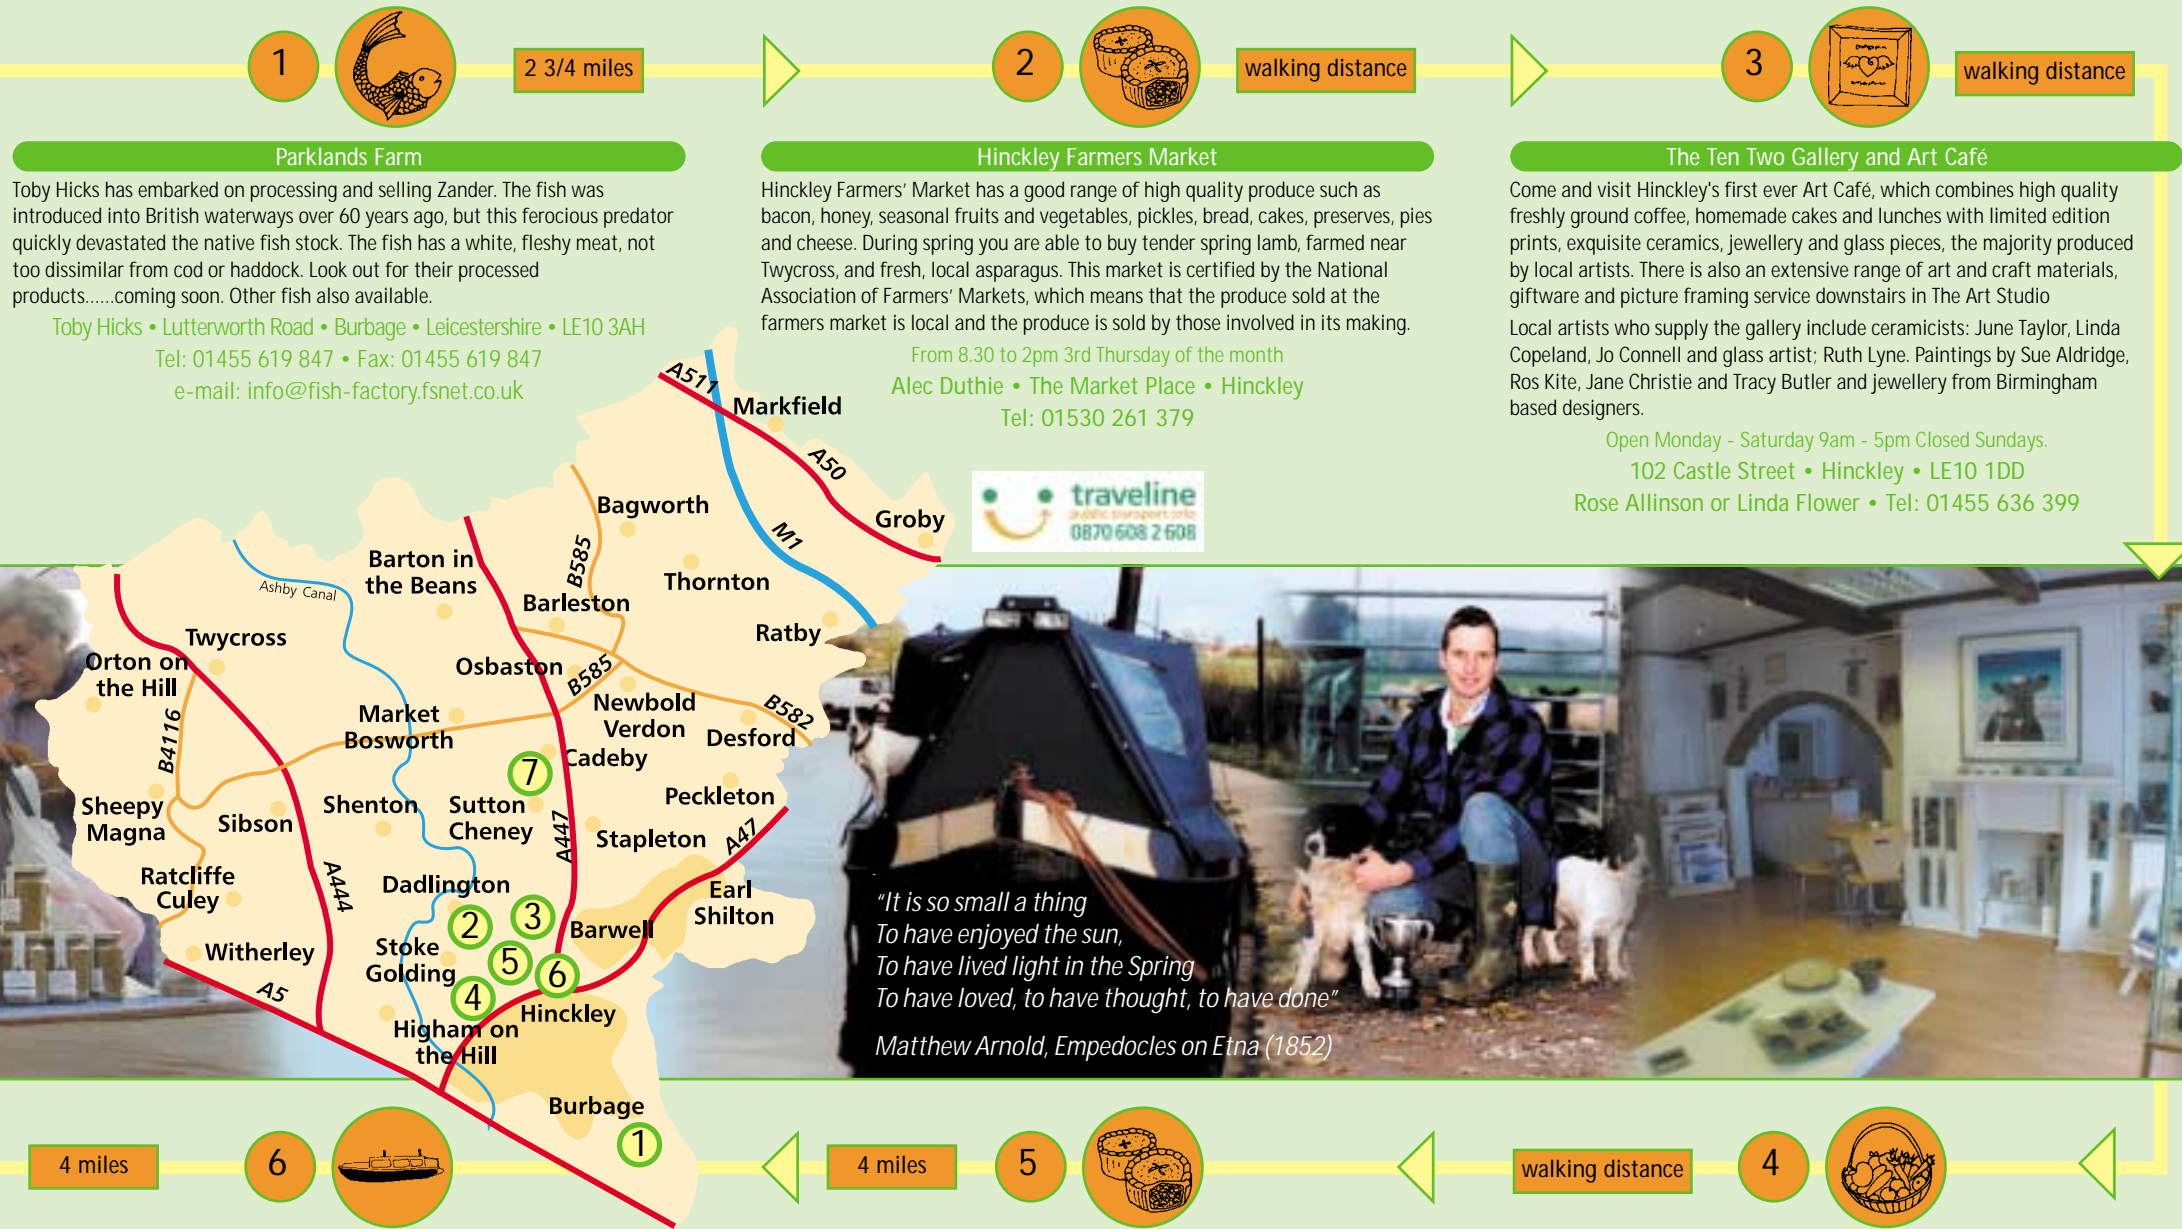 1
2 3/4 miles
2
walking distance
3
walking distance
Parklands Farm
Toby Hicks has embarked on processing and selling Zander. The fish was
introduced into British waterways over 60 years ago, but this ferocious predator
quickly devastated the native fish stock. The fish has a white, fleshy meat, not
too dissimilar from cod or haddock. Look out for their processed
products......coming soon. Other fish also available.
Toby Hicks • Lutterworth Road • Burbage • Leicestershire • LE10 3AH
Tel: 01455 619 847 • Fax: 01455 619 847
e-mail: info@fish-factory.fsnet.co.uk
Hinckley Farmers Market
Hinckley Farmers’ Market has a good range of high quality produce such as
bacon, honey, seasonal fruits and vegetables, pickles, bread, cakes, preserves, pies
and cheese. During spring you are able to buy tender spring lamb, farmed near
Twycross, and fresh, local asparagus. This market is certified by the National
Association of Farmers’ Markets, which means that the produce sold at the
farmers market is local and the produce is sold by those involved in its making.
From 8.30 to 2pm 3rd Thursday of the month
Alec Duthie • The Market Place • Hinckley
Tel: 01530 261 379
The Ten Two Gallery and Art Café
Come and visit Hinckley's first ever Art Café, which combines high quality
freshly ground coffee, homemade cakes and lunches with limited edition
prints, exquisite ceramics, jewellery and glass pieces, the majority produced
by local artists. There is also an extensive range of art and craft materials,
giftware and picture framing service downstairs in The Art Studio
Local artists who supply the gallery include ceramicists: June Taylor, Linda
Copeland, Jo Connell and glass artist; Ruth Lyne. Paintings by Sue Aldridge,
Ros Kite, Jane Christie and Tracy Butler and jewellery from Birmingham
based designers.
Open Monday - Saturday 9am - 5pm Closed Sundays.
102 Castle Street • Hinckley • LE10 1DD
Rose Allinson or Linda Flower • Tel: 01455 636 399
traveline
public transport info
0870 608 2 608
A511
Markfield
A50
Bagworth
Groby
M1
B585
Barton in
the Beans
Ashby Canal
Thornton
Barleston
Ratby
Twycross
Orton on
the Hill
Osbaston
B585
Newbold
Verdon
B582
Desford
Market
Bosworth
B4116
Cadeby
7
Peckleton
Sheepy
Magna
Sibson
Shenton
Sutton
Cheney
A447
Stapleton
A47
Ratcliffe
Culey
A444
Dadlington
Earl
Shilton
2
3
Barwell
Witherley
Stoke
Golding
5
6
4
A5
Hinckley
Higham on
the Hill
Burbage
1
“It is so small a thing
To have enjoyed the sun,
To have lived light in the Spring
To have loved, to have thought, to have done”
Matthew Arnold, Empedocles on Etna (1852)
4 miles
6
4 miles
5
walking distance
4